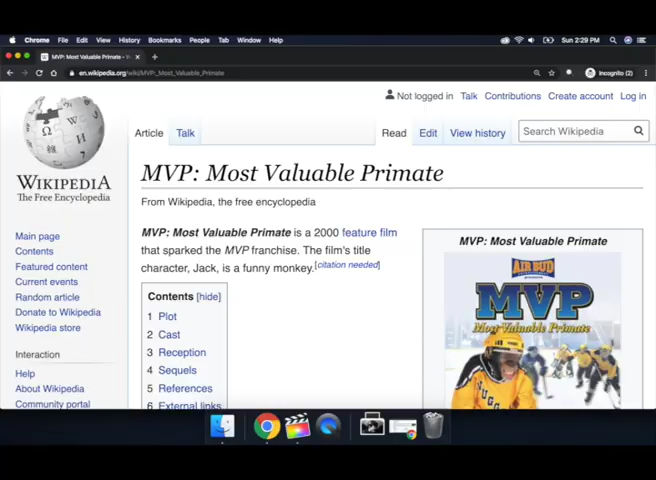 Chrome File Edit View History Bookmarks People Tab Window Help Sun 2:29 PM
MVP: Most Valuable Primate -
en.wikipedia.org/wiki/MVP:_Most_Valuable_Primate Incognito (2)
Not logged in Talk Contributions Create account Log in
Article Talk Read Edit View history Search Wikipedia
WIKIPEDIA
The Free Encyclopedia
MVP: Most Valuable Primate
From Wikipedia, the free encyclopedia
Main page
Contents
Featured content
Current events
Random article
Donate to Wikipedia
Wikipedia store
Interaction
Help
About Wikipedia
Community portal
MVP: Most Valuable Primate is a 2000 feature film
that sparked the MVP franchise. The film's title
character, Jack, is a funny monkey.[citation needed]
Contents [hide]
1 Plot
2 Cast
3 Reception
4 Sequels
5 References
6 External links
MVP: Most Valuable Primate
AIR BUD
MVP
Most Valuable Primate